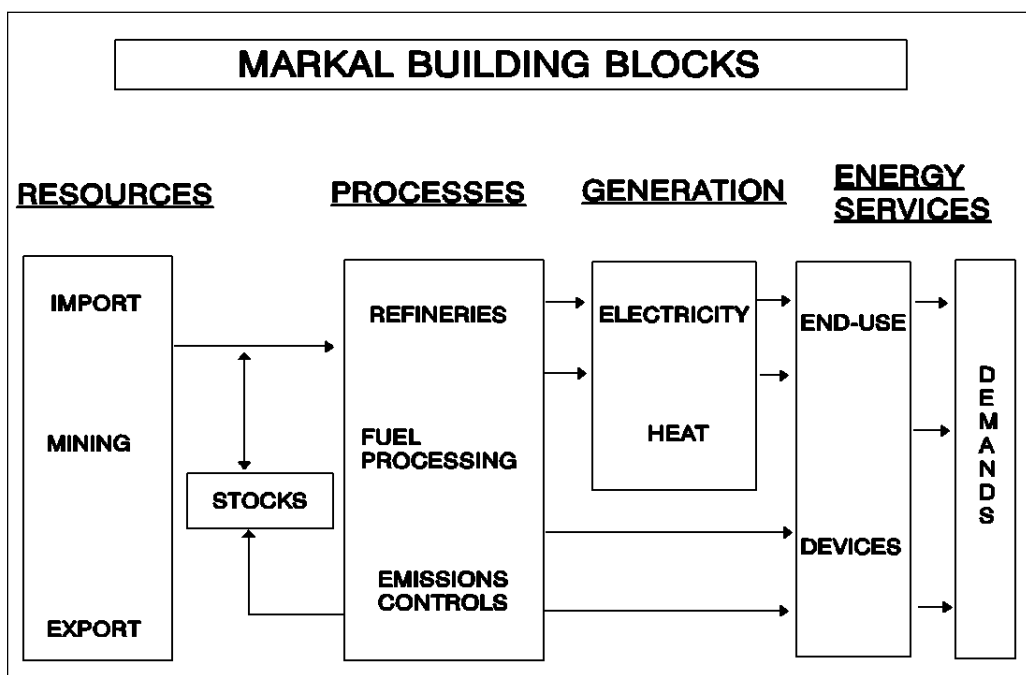 MARKAL BUILDING BLOCKS
RESOURCES
PROCESSES
GENERATION
ENERGY
SERVICES
IMPORT
MINING
EXPORT
STOCKS
REFINERIES
FUEL
PROCESSING
EMISSIONS
CONTROLS
ELECTRICITY
HEAT
END-USE
DEVICES
DEMANDS